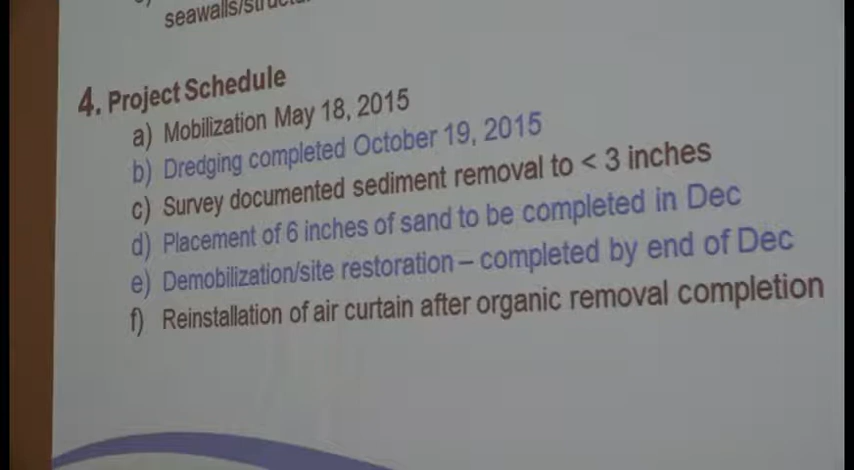 4. Project Schedule
a) Mobilization May 18, 2015
b) Dredging completed October 19, 2015
c) Survey documented sediment removal to < 3 inches
d) Placement of 6 inches of sand to be completed in Dec
e) Demobilization/site restoration – completed by end of Dec
f) Reinstallation of air curtain after organic removal completion